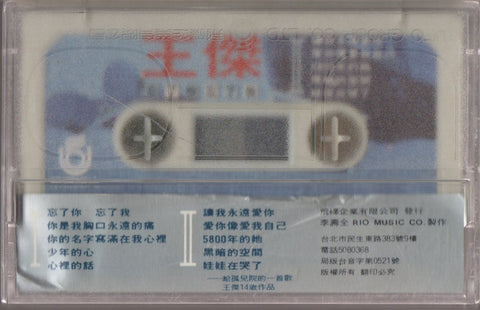 王傑
I
忘了你 忘了我
你是我胸口永遠的痛
你的名字寫滿在我心裡
少年的心
心裡的話
II
讓我永遠愛你
愛你像愛我自己
5800年的她
黑暗的空間
娃娃在哭了
——給孤兒院的一首歌
王傑14歲作品
飛碟企業有限公司 發行
李壽全 RIO MUSIC CO.製作
台北市民生東路383號9樓
電話5080368
局版台音字第0521號
版權所有 翻印必究